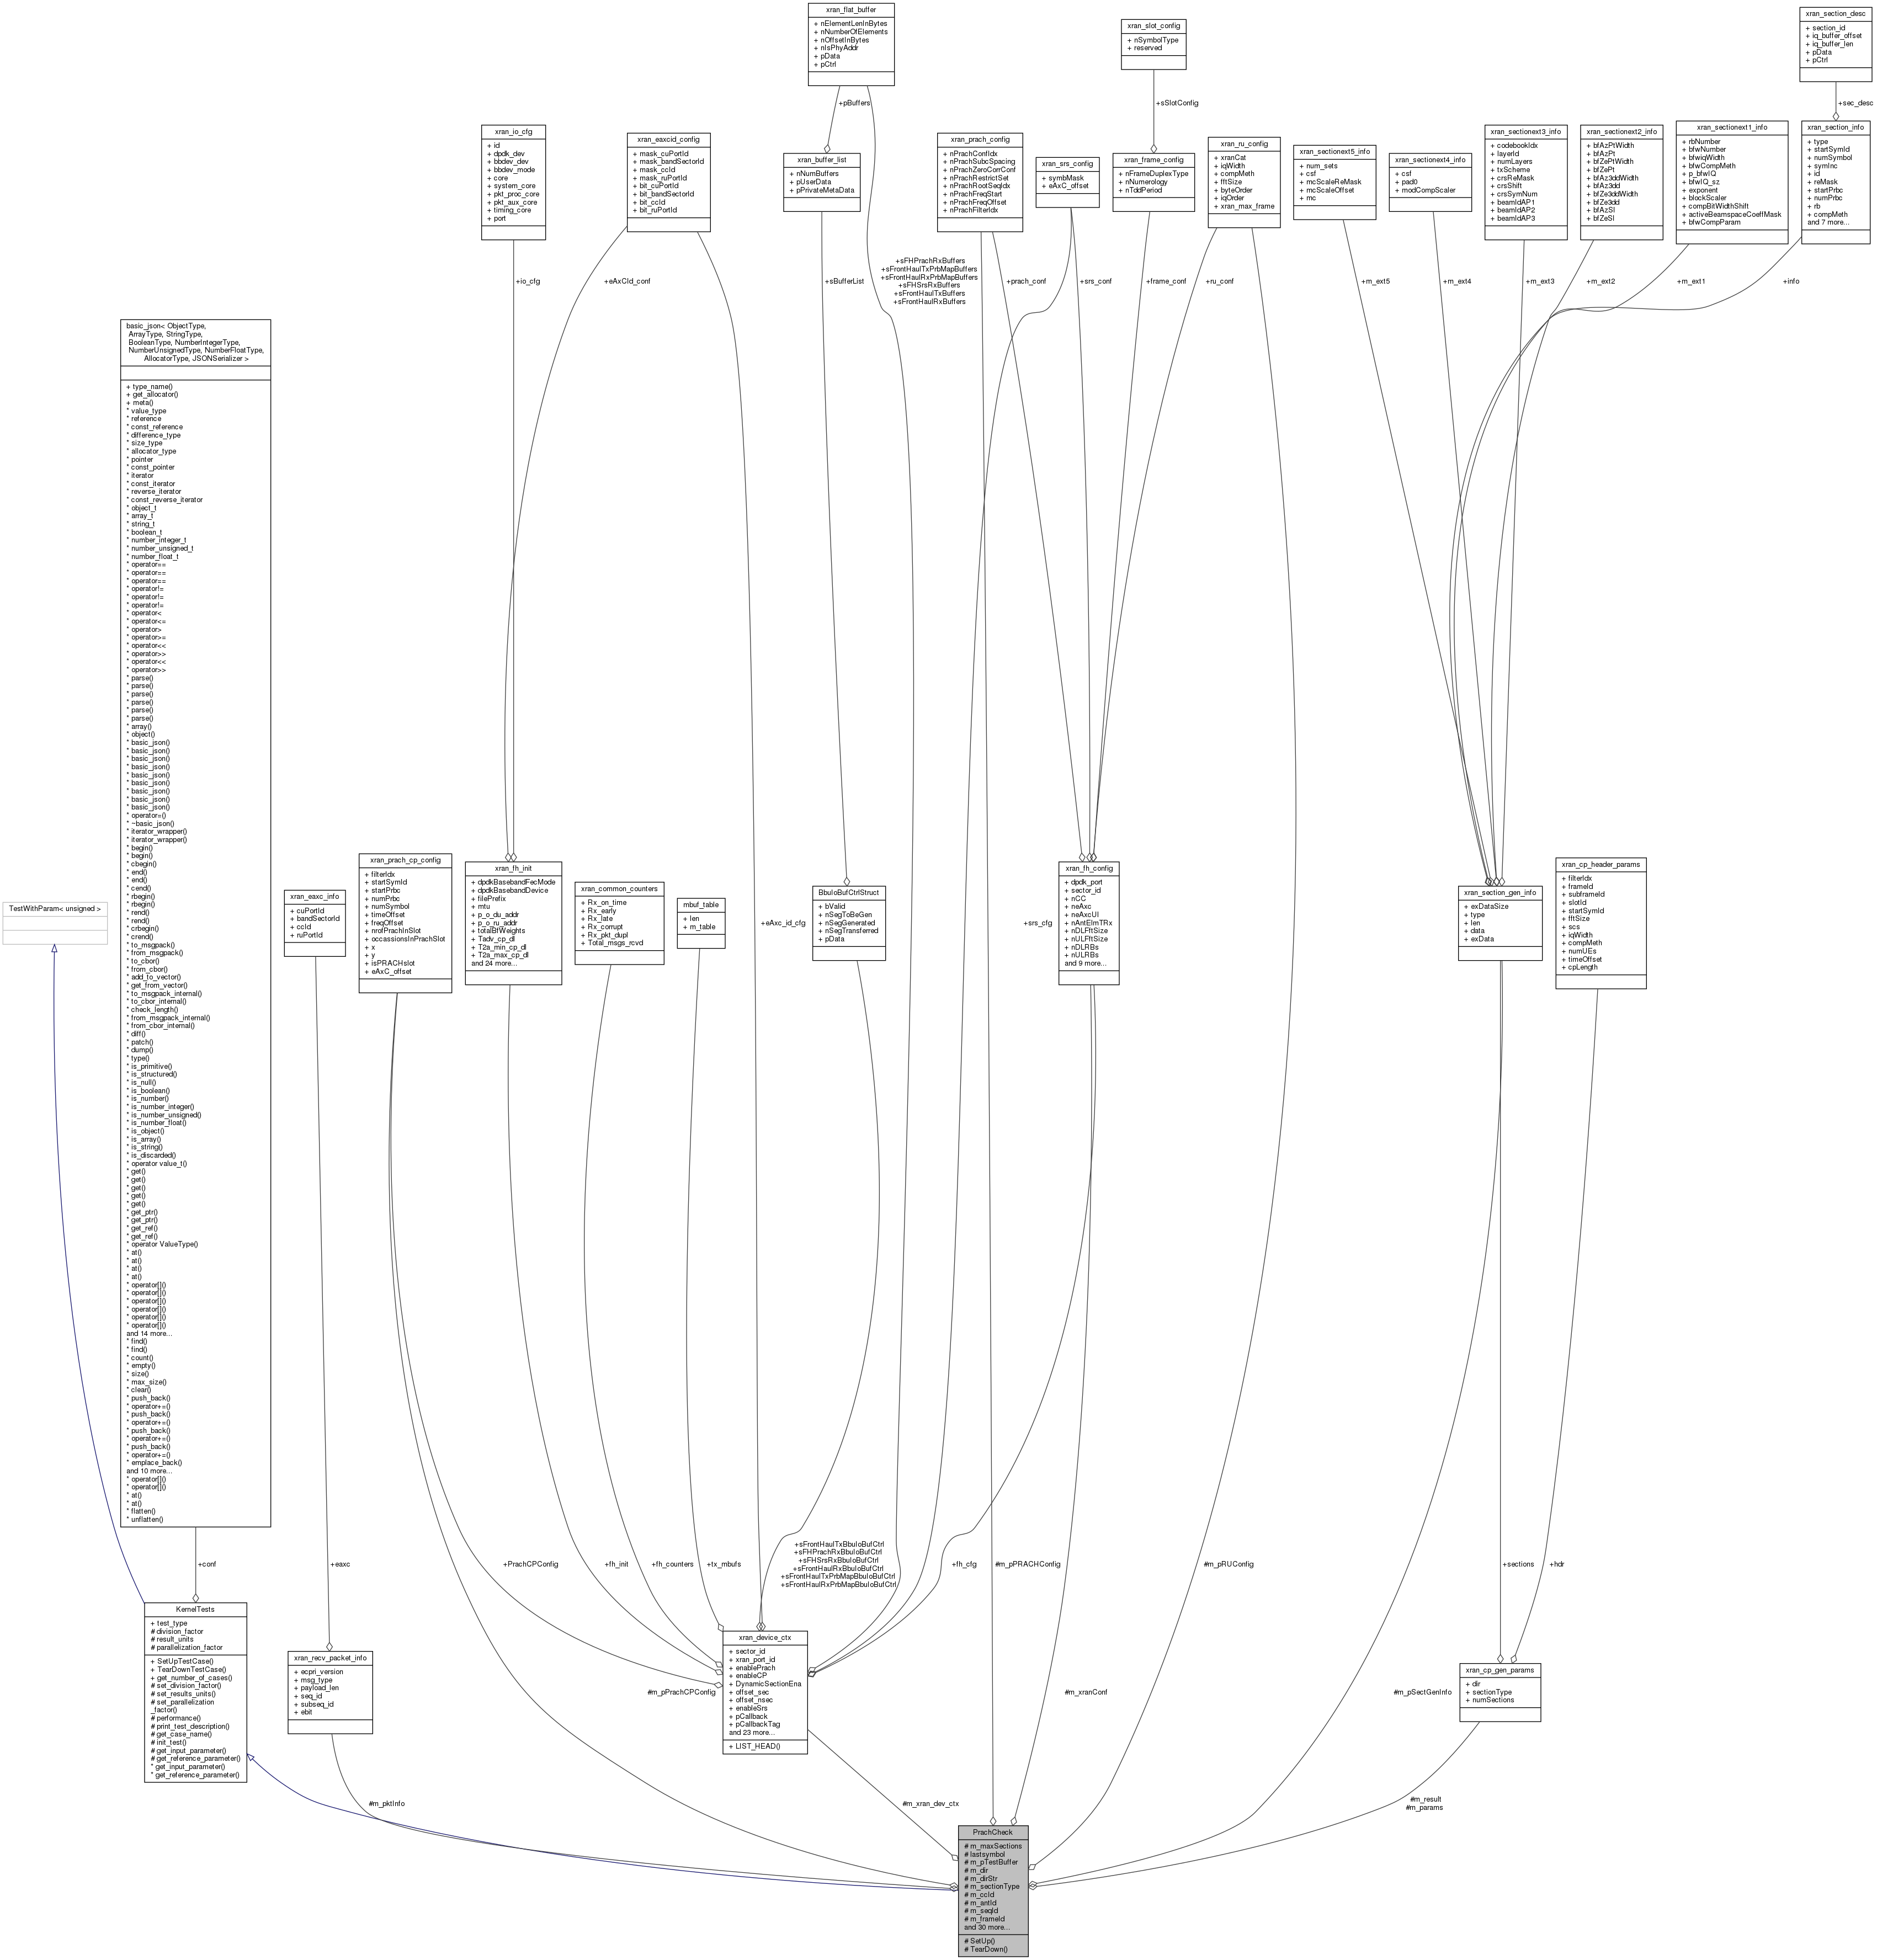 xran_flat_buffer
+ nElementLenInBytes
+ nNumberOfElements
+ nOffsetInBytes
+ nIsPhyAddr
+ pData
+ pCtrl
xran_slot_config
+ nSymbolType
+ reserved
xran_section_desc
+ section_id
+ iq_buffer_offset
+ iq_buffer_len
+ pData
+ pCtrl
+pBuffers
+sSlotConfig
+sec_desc
xran_io_cfg
+ id
+ dpdk_dev
+ bbdev_dev
+ bbdev_mode
+ core
+ system_core
+ pkt_proc_core
+ pkt_aux_core
+ timing_core
+ port
xran_eaxcid_config
+ mask_cuPortId
+ mask_bandSectorId
+ mask_ccId
+ mask_ruPortId
+ bit_cuPortId
+ bit_bandSectorId
+ bit_ccId
+ bit_ruPortId
xran_buffer_list
+ nNumBuffers
+ pUserData
+ pPrivateMetaData
xran_prach_config
+ nPrachConfIdx
+ nPrachSubcSpacing
+ nPrachZeroCorrConf
+ nPrachRestrictSet
+ nPrachRootSeqIdx
+ nPrachFreqStart
+ nPrachFreqOffset
+ nPrachFilterIdx
xran_srs_config
+ symbMask
+ eAxC_offset
xran_frame_config
+ nFrameDuplexType
+ nNumerology
+ nTddPeriod
xran_ru_config
+ xranCat
+ iqWidth
+ compMeth
+ fftSize
+ byteOrder
+ iqOrder
+ xran_max_frame
xran_sectionext5_info
+ num_sets
+ csf
+ mcScaleReMask
+ mcScaleOffset
+ mc
xran_sectionext4_info
+ csf
+ pad0
+ modCompScaler
xran_sectionext3_info
+ codebookIdx
+ layerId
+ numLayers
+ txScheme
+ crsReMask
+ crsShift
+ crsSymNum
+ beamIdAP1
+ beamIdAP2
+ beamIdAP3
xran_sectionext2_info
+ bfAzPtWidth
+ bfAzPt
+ bfZePtWidth
+ bfZePt
+ bfAz3ddWidth
+ bfAz3dd
+ bfZe3ddWidth
+ bfZe3dd
+ bfAzSI
+ bfZeSI
xran_sectionext1_info
+ rbNumber
+ bfwNumber
+ bfwiqWidth
+ bfwCompMeth
+ p_bfwIQ
+ bfwIQ_sz
+ exponent
+ blockScaler
+ compBitWidthShift
+ activeBeamspaceCoeffMask
+ bfwCompParam
xran_section_info
+ type
+ startSymId
+ numSymbol
+ symInc
+ id
+ reMask
+ startPrbc
+ numPrbc
+ rb
+ compMeth
and 7 more...
+io_cfg
+eAxCId_conf
+sBufferList
+sFHPrachRxBuffers
+sFrontHaulTxPrbMapBuffers
+sFrontHaulRxPrbMapBuffers
+sFHSrsRxBuffers
+sFrontHaulTxBuffers
+sFrontHaulRxBuffers
+prach_conf
+srs_conf
+frame_conf
+ru_conf
+m_ext5
+m_ext4
+m_ext3
+m_ext2
+m_ext1
+info
basic_json< ObjectType,
ArrayType, StringType,
BooleanType, NumberIntegerType,
NumberUnsignedType, NumberFloatType,
AllocatorType, JSONSerializer >
+ type_name()
+ get_allocator()
+ meta()
* value_type
* reference
* const_reference
* difference_type
* size_type
* allocator_type
* pointer
* const_pointer
* iterator
* const_iterator
* reverse_iterator
* const_reverse_iterator
* object_t
* array_t
* string_t
* boolean_t
* number_integer_t
* number_unsigned_t
* number_float_t
* operator==
* operator==
* operator==
* operator!=
* operator!=
* operator!=
* operator<
* operator<=
* operator>
* operator>=
* operator<<
* operator>>
* operator<<
* operator>>
* parse()
* parse()
* parse()
* parse()
* parse()
* parse()
* array()
* object()
* basic_json()
* basic_json()
* basic_json()
* basic_json()
* basic_json()
* basic_json()
* basic_json()
* basic_json()
* basic_json()
* operator=()
* ~basic_json()
* iterator_wrapper()
* iterator_wrapper()
* begin()
* begin()
* cbegin()
* end()
* end()
* cend()
* rbegin()
* rbegin()
* rend()
* rend()
* crbegin()
* crend()
* to_msgpack()
* from_msgpack()
* to_cbor()
* from_cbor()
* add_to_vector()
* get_from_vector()
* to_msgpack_internal()
* to_cbor_internal()
* check_length()
* from_msgpack_internal()
* from_cbor_internal()
* diff()
* patch()
* dump()
* type()
* is_primitive()
* is_structured()
* is_null()
* is_boolean()
* is_number()
* is_number_integer()
* is_number_unsigned()
* is_number_float()
* is_object()
* is_array()
* is_string()
* is_discarded()
* operator value_t()
* get()
* get()
* get()
* get()
* get()
* get_ptr()
* get_ptr()
* get_ref()
* get_ref()
* operator ValueType()
* at()
* at()
* at()
* at()
* operator[]()
* operator[]()
* operator[]()
* operator[]()
* operator[]()
* operator[]()
and 14 more...
* find()
* find()
* count()
* empty()
* size()
* max_size()
* clear()
* push_back()
* operator+=()
* push_back()
* operator+=()
* push_back()
* operator+=()
* push_back()
* operator+=()
* emplace_back()
and 10 more...
* operator[]()
* operator[]()
* at()
* at()
* flatten()
* unflatten()
TestWithParam< unsigned >
xran_eaxc_info
+ cuPortId
+ bandSectorId
+ ccId
+ ruPortId
xran_prach_cp_config
+ filterIdx
+ startSymId
+ startPrbc
+ numPrbc
+ numSymbol
+ timeOffset
+ freqOffset
+ nrofPrachInSlot
+ occassionsInPrachSlot
+ x
+ y
+ isPRACHslot
+ eAxC_offset
xran_fh_init
+ dpdkBasebandFecMode
+ dpdkBasebandDevice
+ filePrefix
+ mtu
+ p_o_du_addr
+ p_o_ru_addr
+ totalBfWeights
+ Tadv_cp_dl
+ T2a_min_cp_dl
+ T2a_max_cp_dl
and 24 more...
xran_common_counters
+ Rx_on_time
+ Rx_early
+ Rx_late
+ Rx_corrupt
+ Rx_pkt_dupl
+ Total_msgs_rcvd
mbuf_table
+ len
+ m_table
+eAxc_id_cfg
BbuIoBufCtrlStruct
+ bValid
+ nSegToBeGen
+ nSegGenerated
+ nSegTransferred
+ pData
+srs_cfg
xran_fh_config
+ dpdk_port
+ sector_id
+ nCC
+ neAxc
+ neAxcUl
+ nAntElmTRx
+ nDLFftSize
+ nULFftSize
+ nDLRBs
+ nULRBs
and 9 more...
xran_section_gen_info
+ exDataSize
+ type
+ len
+ data
+ exData
xran_cp_header_params
+ filterIdx
+ frameId
+ subframeId
+ slotId
+ startSymId
+ fftSize
+ scs
+ iqWidth
+ compMeth
+ numUEs
+ timeOffset
+ cpLength
+conf
+eaxc
+PrachCPConfig
+fh_init
+fh_counters
+tx_mbufs
+sFrontHaulTxBbuIoBufCtrl
+sFHPrachRxBbuIoBufCtrl
+sFHSrsRxBbuIoBufCtrl
+sFrontHaulRxBbuIoBufCtrl
+sFrontHaulTxPrbMapBbuIoBufCtrl
+sFrontHaulRxPrbMapBbuIoBufCtrl
+fh_cfg
#m_pPRACHConfig
#m_pRUConfig
+sections
+hdr
KernelTests
+ test_type
# division_factor
# result_units
# parallelization_factor
+ SetUpTestCase()
+ TearDownTestCase()
+ get_number_of_cases()
# set_division_factor()
# set_results_units()
# set_parallelization
_factor()
# performance()
# print_test_description()
# get_case_name()
# init_test()
# get_input_parameter()
# get_reference_parameter()
* get_input_parameter()
* get_reference_parameter()
xran_recv_packet_info
+ ecpri_version
+ msg_type
+ payload_len
+ seq_id
+ subseq_id
+ ebit
#m_pPrachCPConfig
xran_device_ctx
+ sector_id
+ xran_port_id
+ enablePrach
+ enableCP
+ DynamicSectionEna
+ offset_sec
+ offset_nsec
+ enableSrs
+ pCallback
+ pCallbackTag
and 23 more...
+ LIST_HEAD()
#m_xranConf
#m_pSectGenInfo
xran_cp_gen_params
+ dir
+ sectionType
+ numSections
#m_pktInfo
#m_xran_dev_ctx
#m_result
#m_params
PrachCheck
# m_maxSections
# lastsymbol
# m_pTestBuffer
# m_dir
# m_dirStr
# m_sectionType
# m_ccId
# m_antId
# m_seqId
# m_frameId
and 30 more...
# SetUp()
# TearDown()